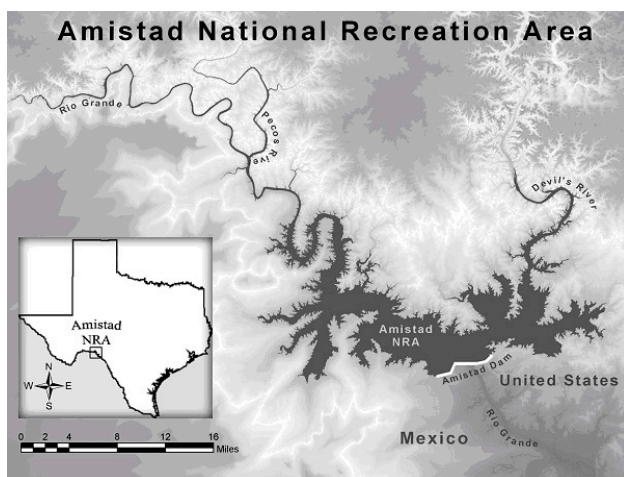 Amistad National Recreation Area
Rio Grande
Pecos River
Devil's River
Amistad
NRA
Amistad
NRA
Amistad Dam
United States
Rio Grande
Mexico
N
W E
S
0 2 4 8 12 16
Miles